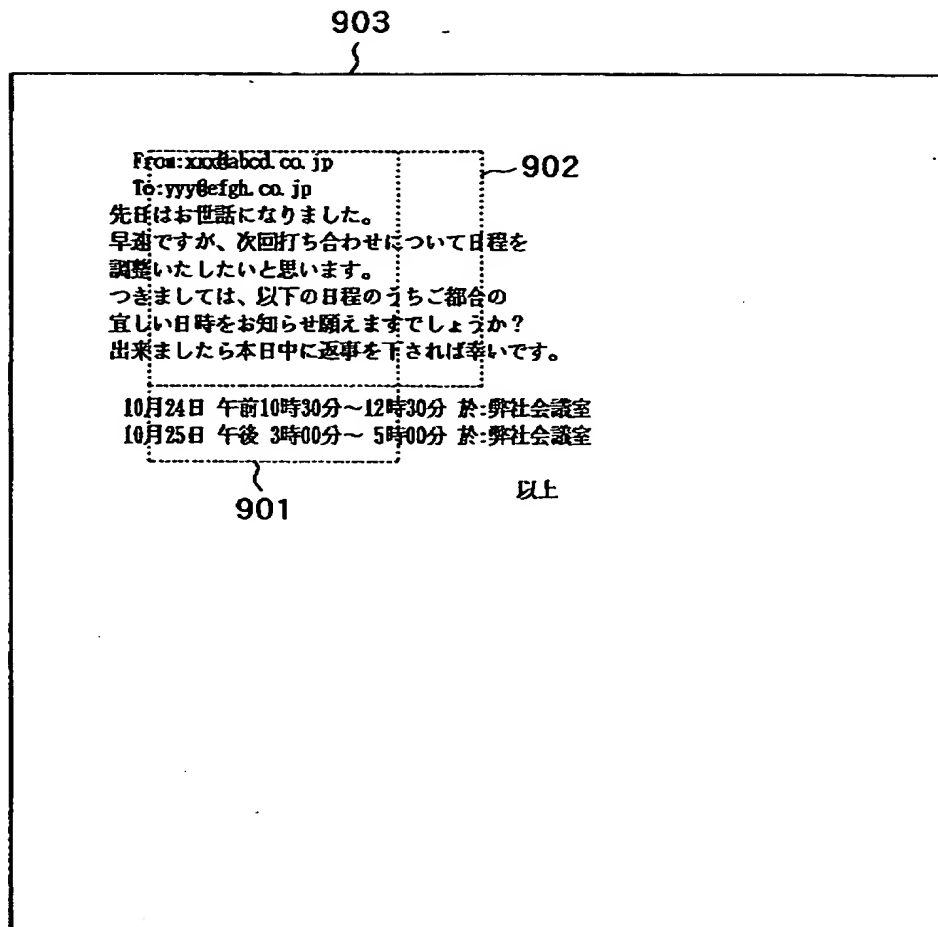 903
From:xxx@abcd.co.jp
902
To:yyy@efgh.co.jp
先日はお世話になりました。
早速ですが、次回打ち合わせについて日程を
調整いたしたいと思います。
つきましては、以下の日程のうちご都合の
宜しい日時をお知らせ願えますでしょうか?
出来ましたら本日中に返事を下されば幸いです。
10月24日 午前10時30分~12時30分 於:弊社会議室
10月25日 午後 3時00分~ 5時00分 於:弊社会議室
901
以上